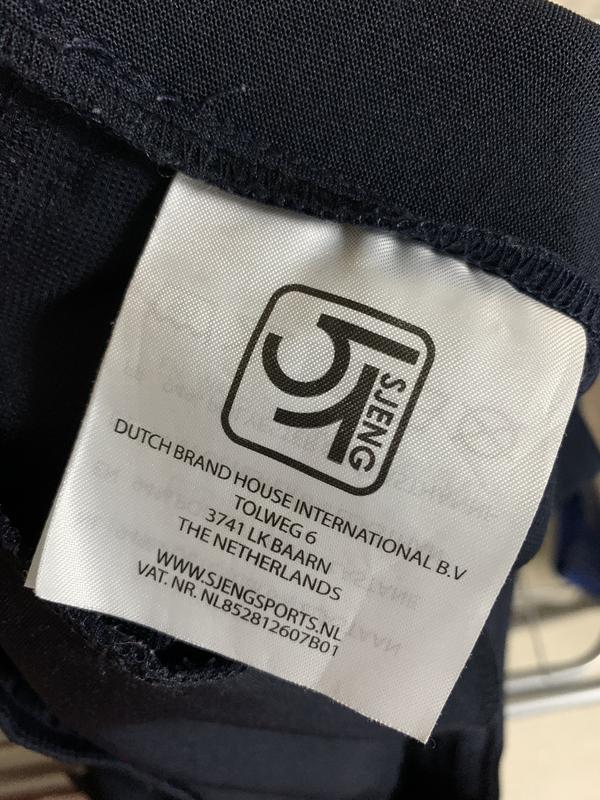 SJENG
DUTCH BRAND HOUSE INTERNATIONAL B.V
TOLWEG 6
3741 LK BAARN
THE NETHERLANDS
WWW.SJENGSPORTS.NL
VAT. NR. NL852812607B01